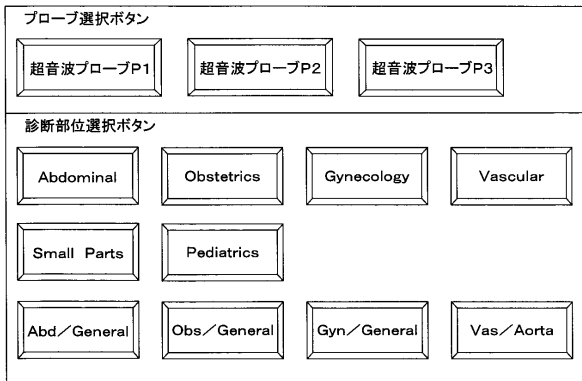 プローブ選択ボタン
超音波プローブP1 超音波プローブP2 超音波プローブP3
診断部位選択ボタン
Abdominal Obstetrics Gynecology Vascular
Small Parts Pediatrics
Abd／General Obs／General Gyn／General Vas／Aorta